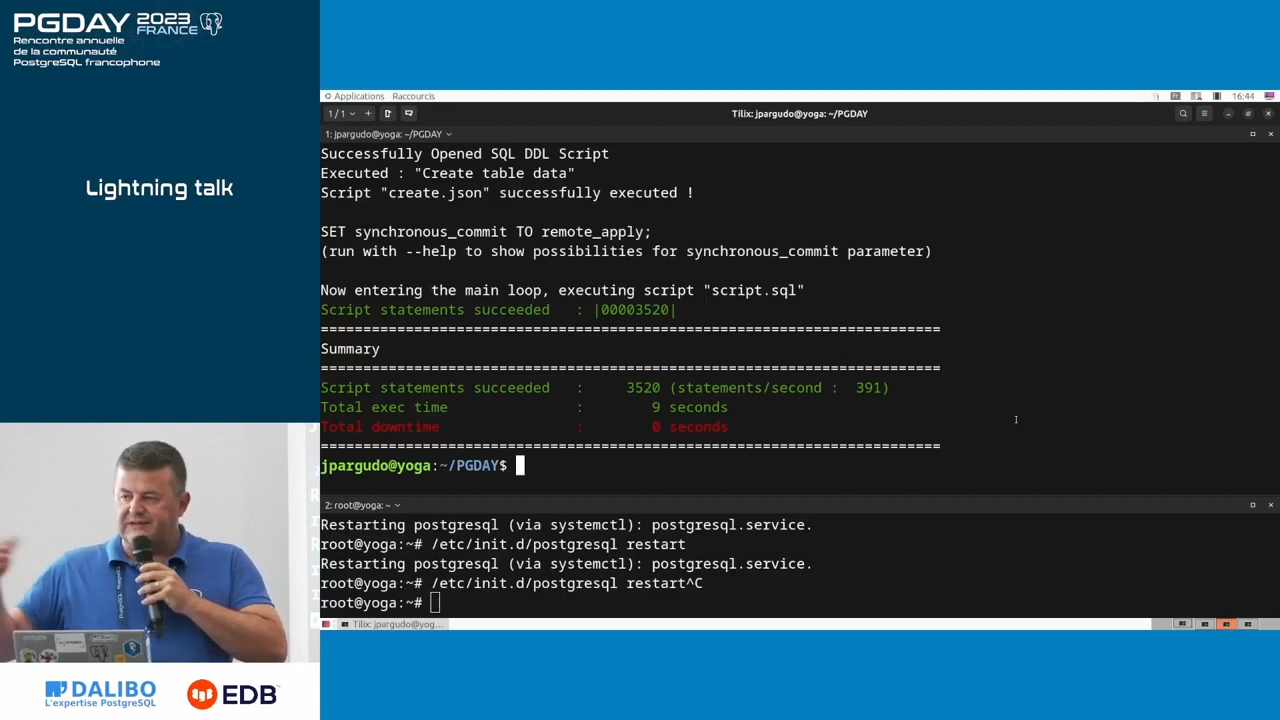 PGDAY 2023 FRANCE
Rencontre annuelle
de la communauté
PostgreSQL francophone
Lightning talk
Applications Raccourcis 16:44
1 / 1 Tilix: jpargudo@yoga: ~/PGDAY
1: jpargudo@yoga: ~/PGDAY
Successfully Opened SQL DDL Script
Executed : "Create table data"
Script "create.json" successfully executed !
SET synchronous_commit TO remote_apply;
(run with --help to show possibilities for synchronous_commit parameter)
Now entering the main loop, executing script "script.sql"
Script statements succeeded : |00003520|
=========================================================================
Summary
=========================================================================
Script statements succeeded : 3520 (statements/second : 391)
Total exec time : 9 seconds
Total downtime : 0 seconds
=========================================================================
jpargudo@yoga:~/PGDAY$
2: root@yoga: ~
Restarting postgresql (via systemctl): postgresql.service.
root@yoga:~# /etc/init.d/postgresql restart
Restarting postgresql (via systemctl): postgresql.service.
root@yoga:~# /etc/init.d/postgresql restart^C
root@yoga:~#
Tilix: jpargudo@yog...
DALIBO
L'expertise PostgreSQL
EDB